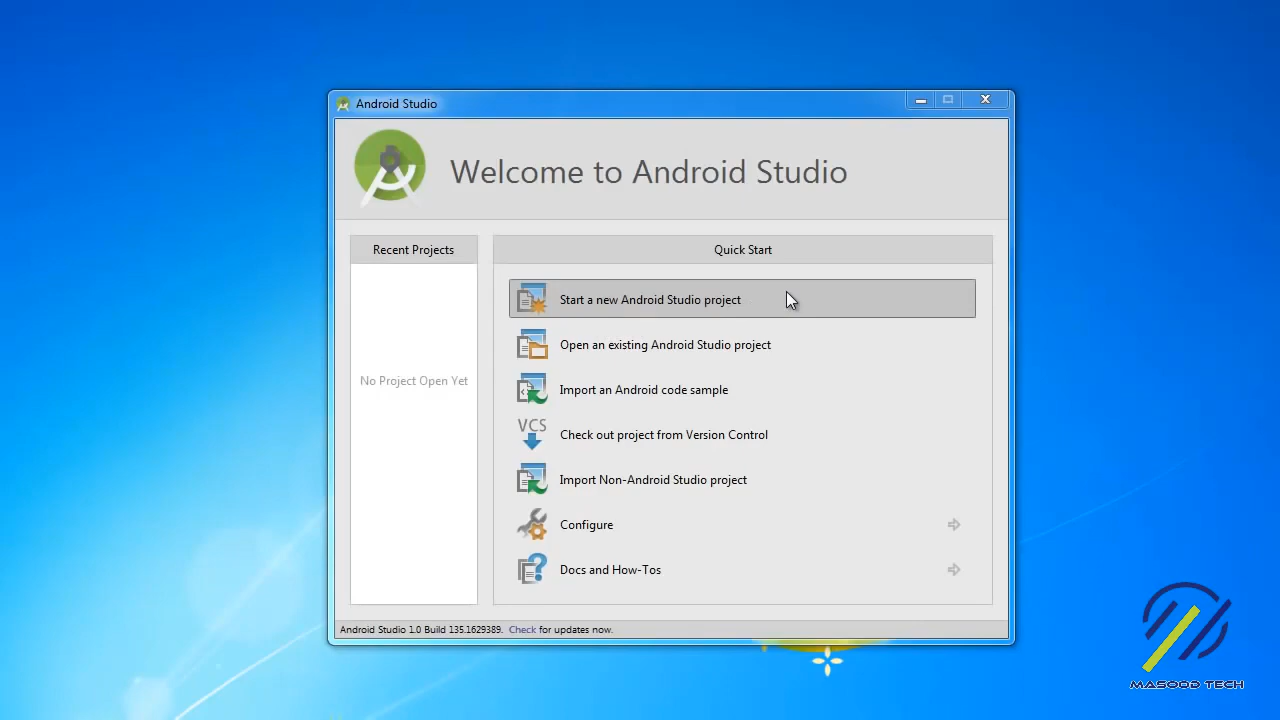 Android Studio
Welcome to Android Studio
Recent Projects
No Project Open Yet
Quick Start
Start a new Android Studio project
Open an existing Android Studio project
Import an Android code sample
VCS
Check out project from Version Control
Import Non-Android Studio project
Configure
Docs and How-Tos
Android Studio 1.0 Build 135.1629389. Check for updates now.
MASOOD TECH